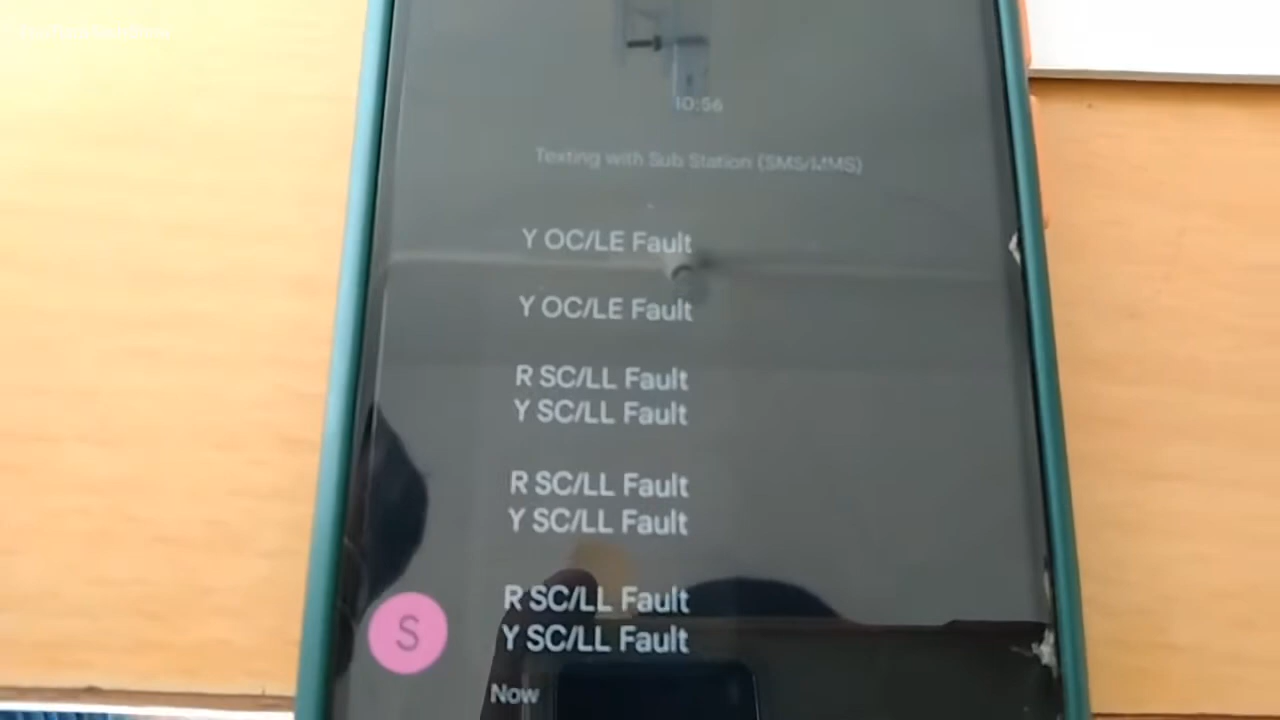 10:56
Texting with Sub Station (SMS/MMS)
Y OC/LE Fault
Y OC/LE Fault
R SC/LL Fault
Y SC/LL Fault
R SC/LL Fault
Y SC/LL Fault
R SC/LL Fault
S
Y SC/LL Fault
Now